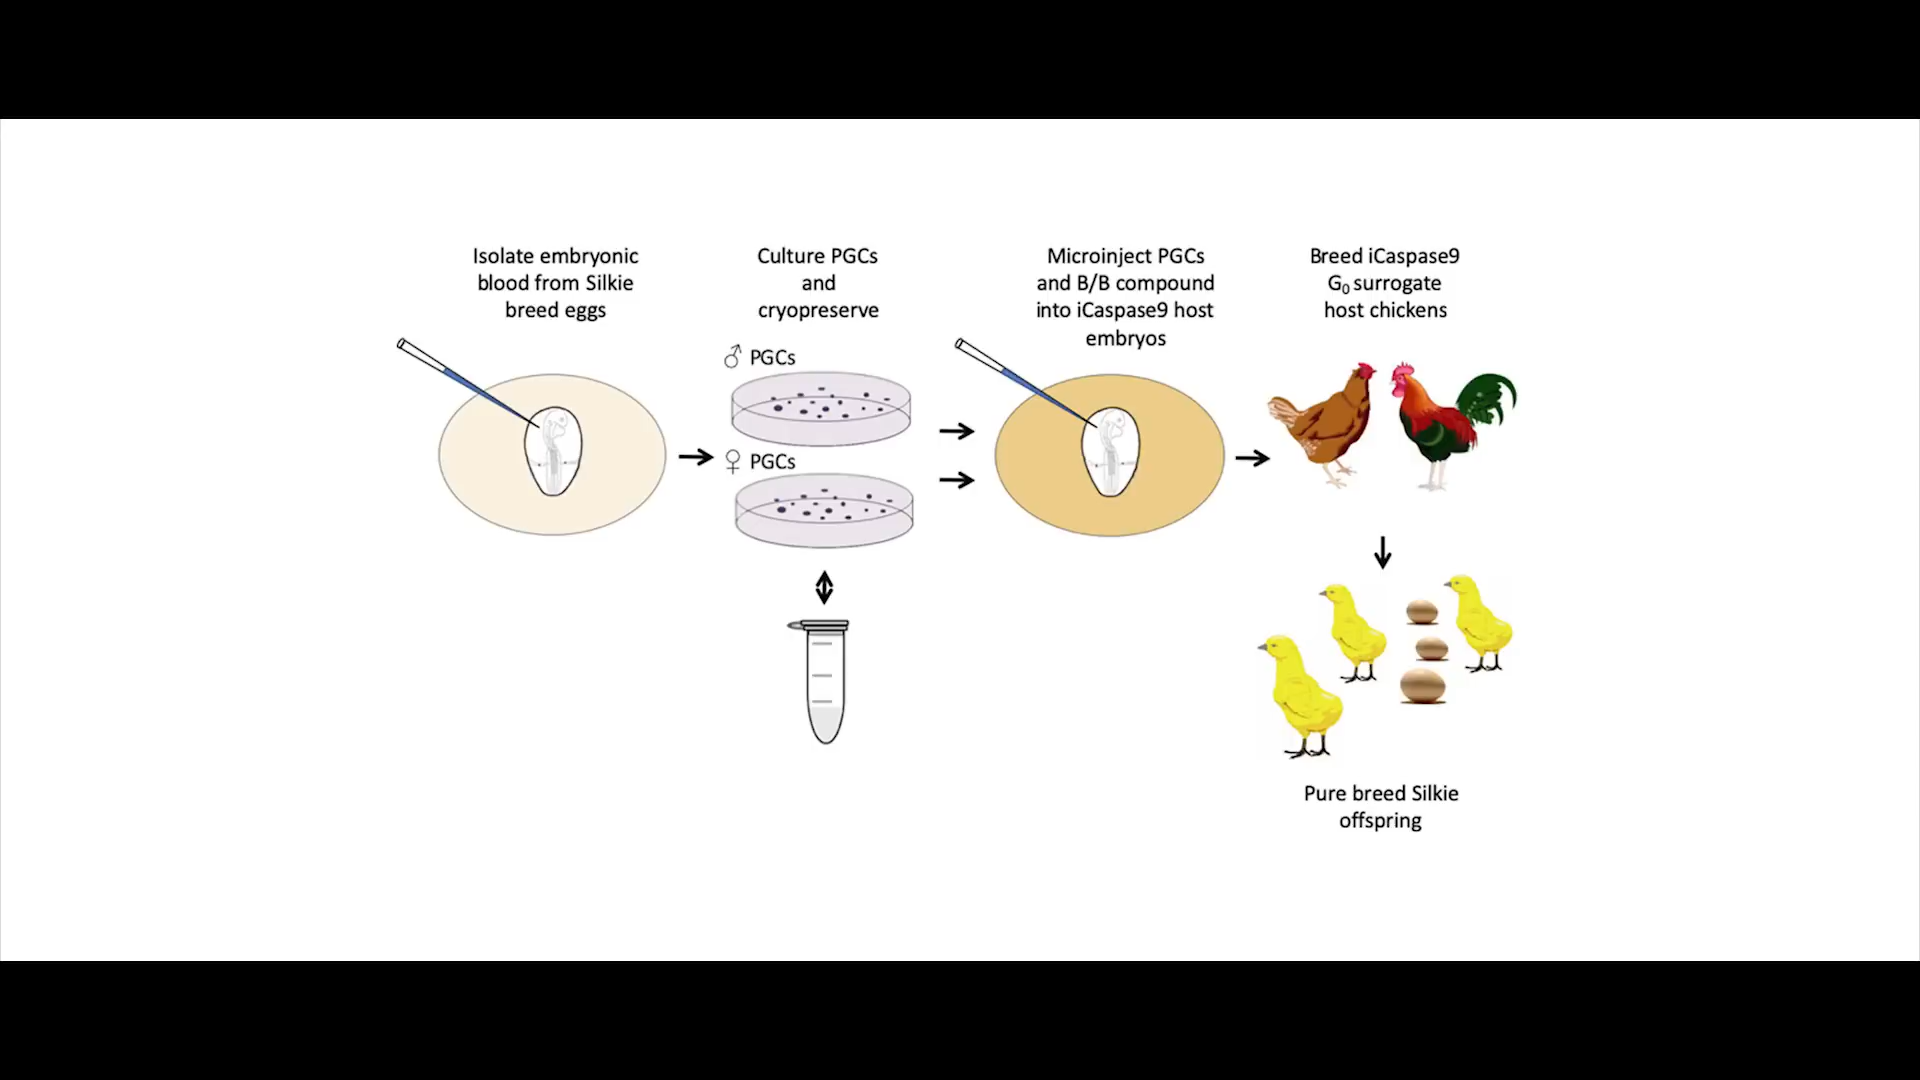 Isolate embryonic
blood from Silkie
breed eggs
Culture PGCs
and
cryopreserve
♂ PGCs
♀ PGCs
Microinject PGCs
and B/B compound
into iCaspase9 host
embryos
Breed iCaspase9
G₀ surrogate
host chickens
Pure breed Silkie
offspring